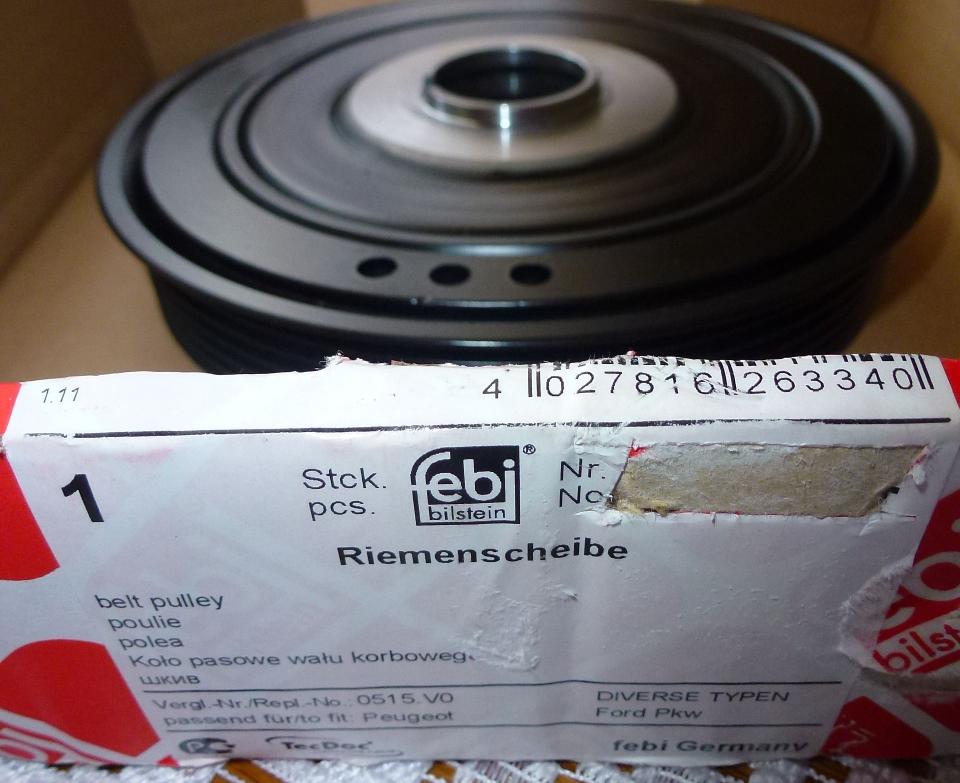 1.11
4 027816 263340
1
Stck.
pcs.
febi®
bilstein
Nr.
No
Riemenscheibe
belt pulley
poulie
polea
Koło pasowe wału korboweg
шкив
Vergl.-Nr./Repl.-No.: 0515.V0
passend für/to fit: Peugeot
DIVERSE TYPEN
Ford Pkw
TecDoc
febi Germany
bilst